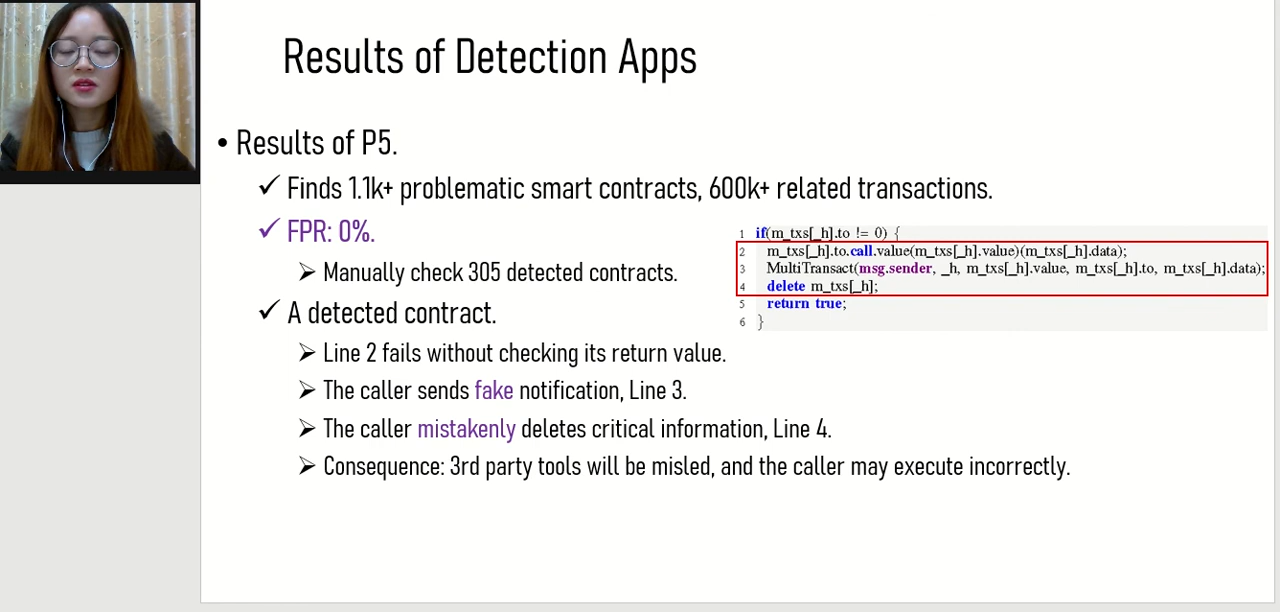 Results of Detection Apps
• Results of P5.
✓ Finds 1.1k+ problematic smart contracts, 600k+ related transactions.
✓ FPR: 0%.
➢ Manually check 305 detected contracts.
✓ A detected contract.
➢ Line 2 fails without checking its return value.
➢ The caller sends fake notification, Line 3.
➢ The caller mistakenly deletes critical information, Line 4.
➢ Consequence: 3rd party tools will be misled, and the caller may execute incorrectly.
1 if(m_txs[_h].to != 0) {
2 m_txs[_h].to.call.value(m_txs[_h].value)(m_txs[_h].data);
3 MultiTransact(msg.sender, _h, m_txs[_h].value, m_txs[_h].to, m_txs[_h].data);
4 delete m_txs[_h];
5 return true;
6 }